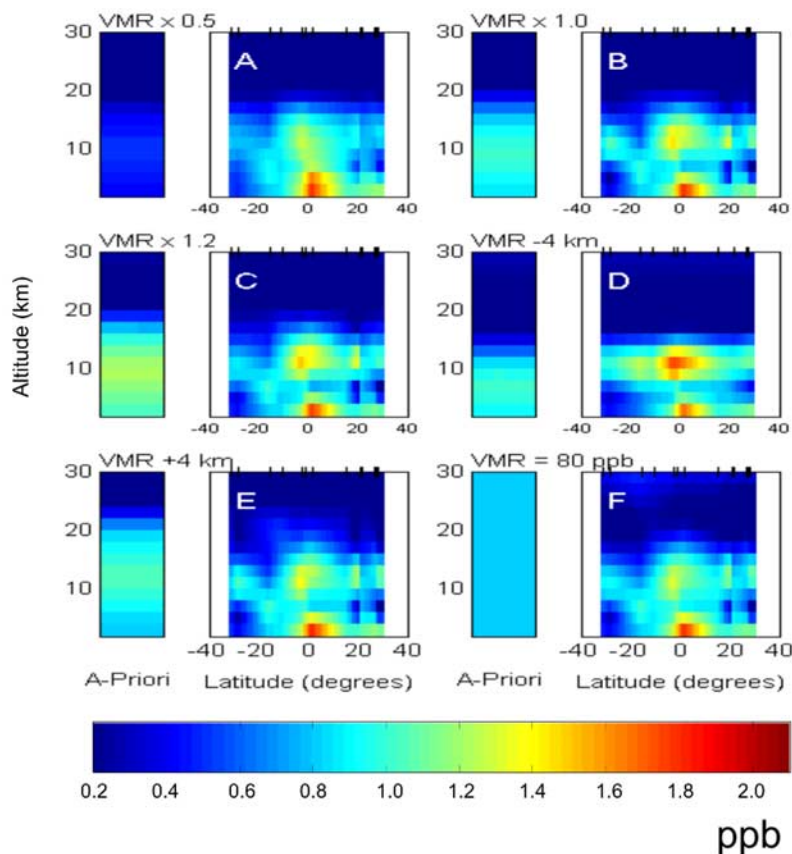 VMR x 0.5
VMR x 1.0
30
20
10
A
-40 -20 0 20 40
30
20
10
B
-40 -20 0 20 40
VMR x 1.2
VMR -4 km
30
20
10
C
-40 -20 0 20 40
30
20
10
D
-40 -20 0 20 40
Altitude (km)
VMR +4 km
VMR = 80 ppb
30
20
10
E
-40 -20 0 20 40
30
20
10
F
-40 -20 0 20 40
A-Priori
Latitude (degrees)
A-Priori
Latitude (degrees)
0.2 0.4 0.6 0.8 1.0 1.2 1.4 1.6 1.8 2.0
ppb